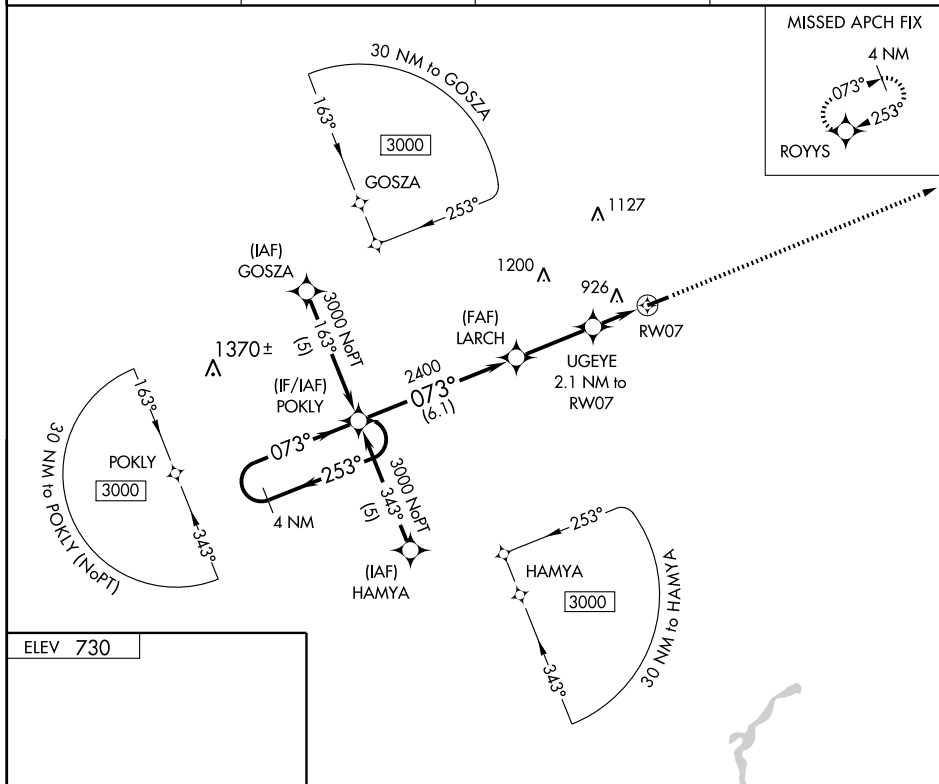 MISSED APCH FIX
4 NM
073°
253°
ROYYS
30 NM to GOSZA
163°
3000
GOSZA
253°
1127
1200
926
(IAF)
GOSZA
3000 NoPT
163°
(5)
RW07
(FAF)
LARCH
UGEYE
2.1 NM to
RW07
1370±
2400
073°
(6.1)
(IF/IAF)
POKLY
163°
POKLY
3000
343°
30 NM to POKLY (NoPT)
073°
253°
4 NM
3000 NoPT
343°
(5)
(IAF)
HAMYA
253°
HAMYA
3000
343°
30 NM to HAMYA
ELEV 730